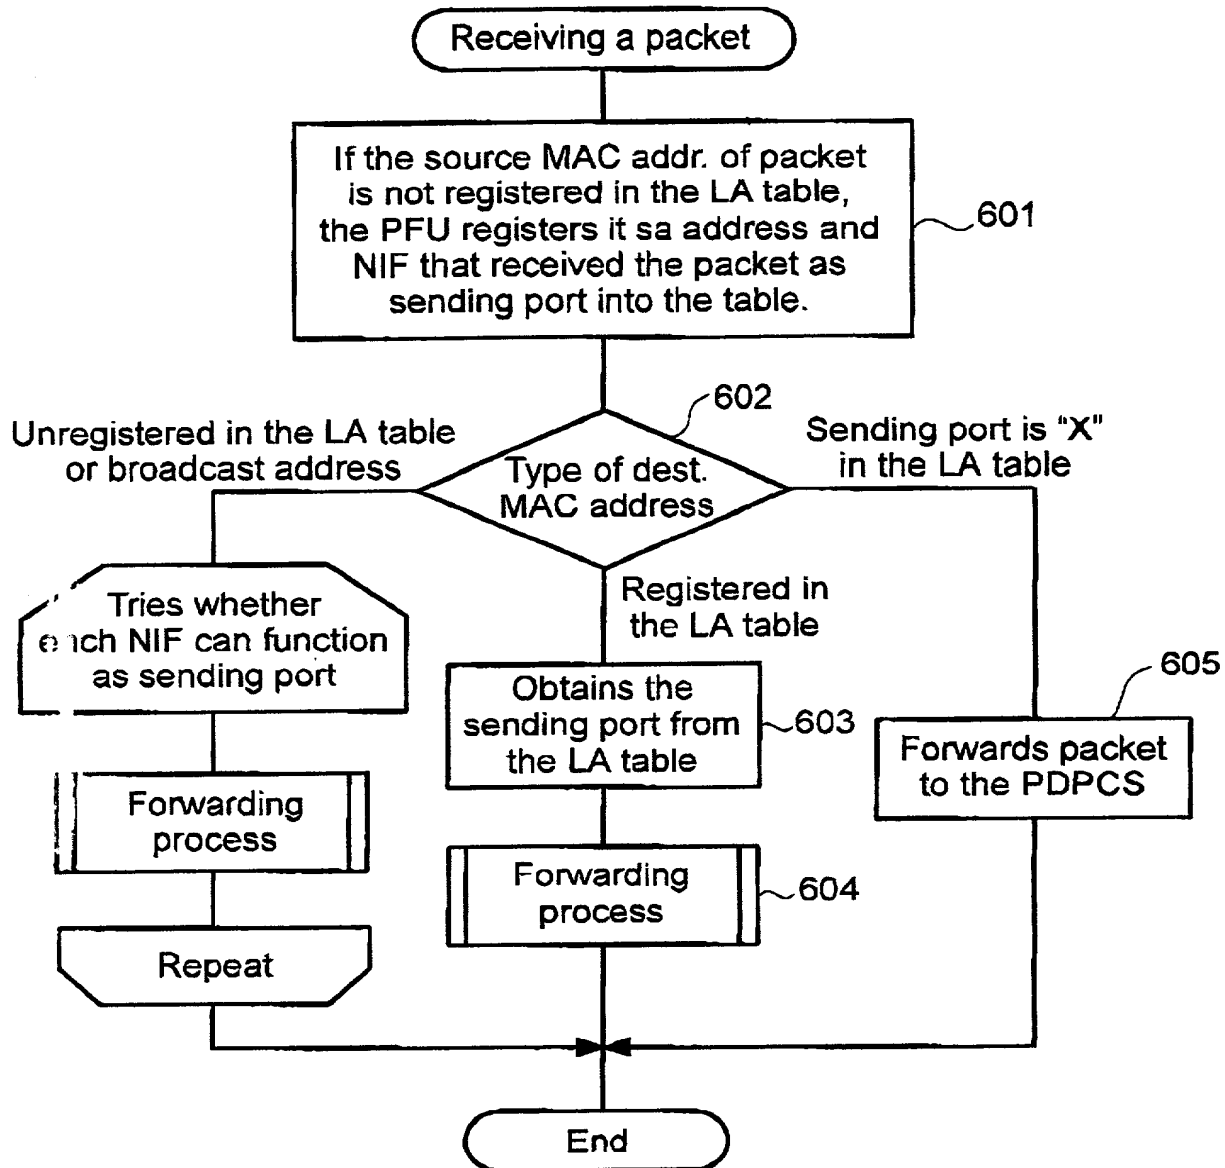 Receiving a packet
If the source MAC addr. of packet
is not registered in the LA table,
the PFU registers it sa address and
NIF that received the packet as
sending port into the table.
601
602
Unregistered in the LA table
or broadcast address
Sending port is "X"
in the LA table
Type of dest.
MAC address
Registered in
the LA table
Tries whether
each NIF can function
as sending port
Obtains the
sending port from
the LA table
603
605
Forwards packet
to the PDPCS
Forwarding
process
Forwarding
process
604
Repeat
End